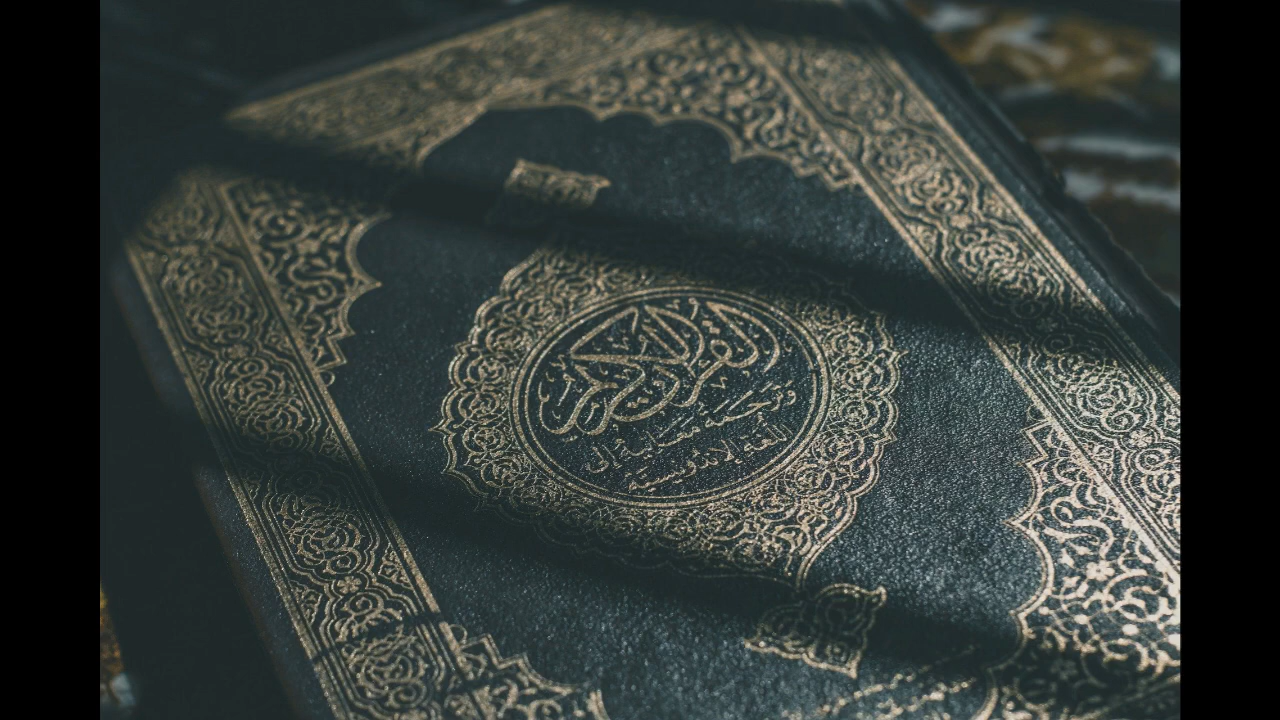 القرآن الكريم
وترجمة معانيه إلى
اللغة الإندونيسية